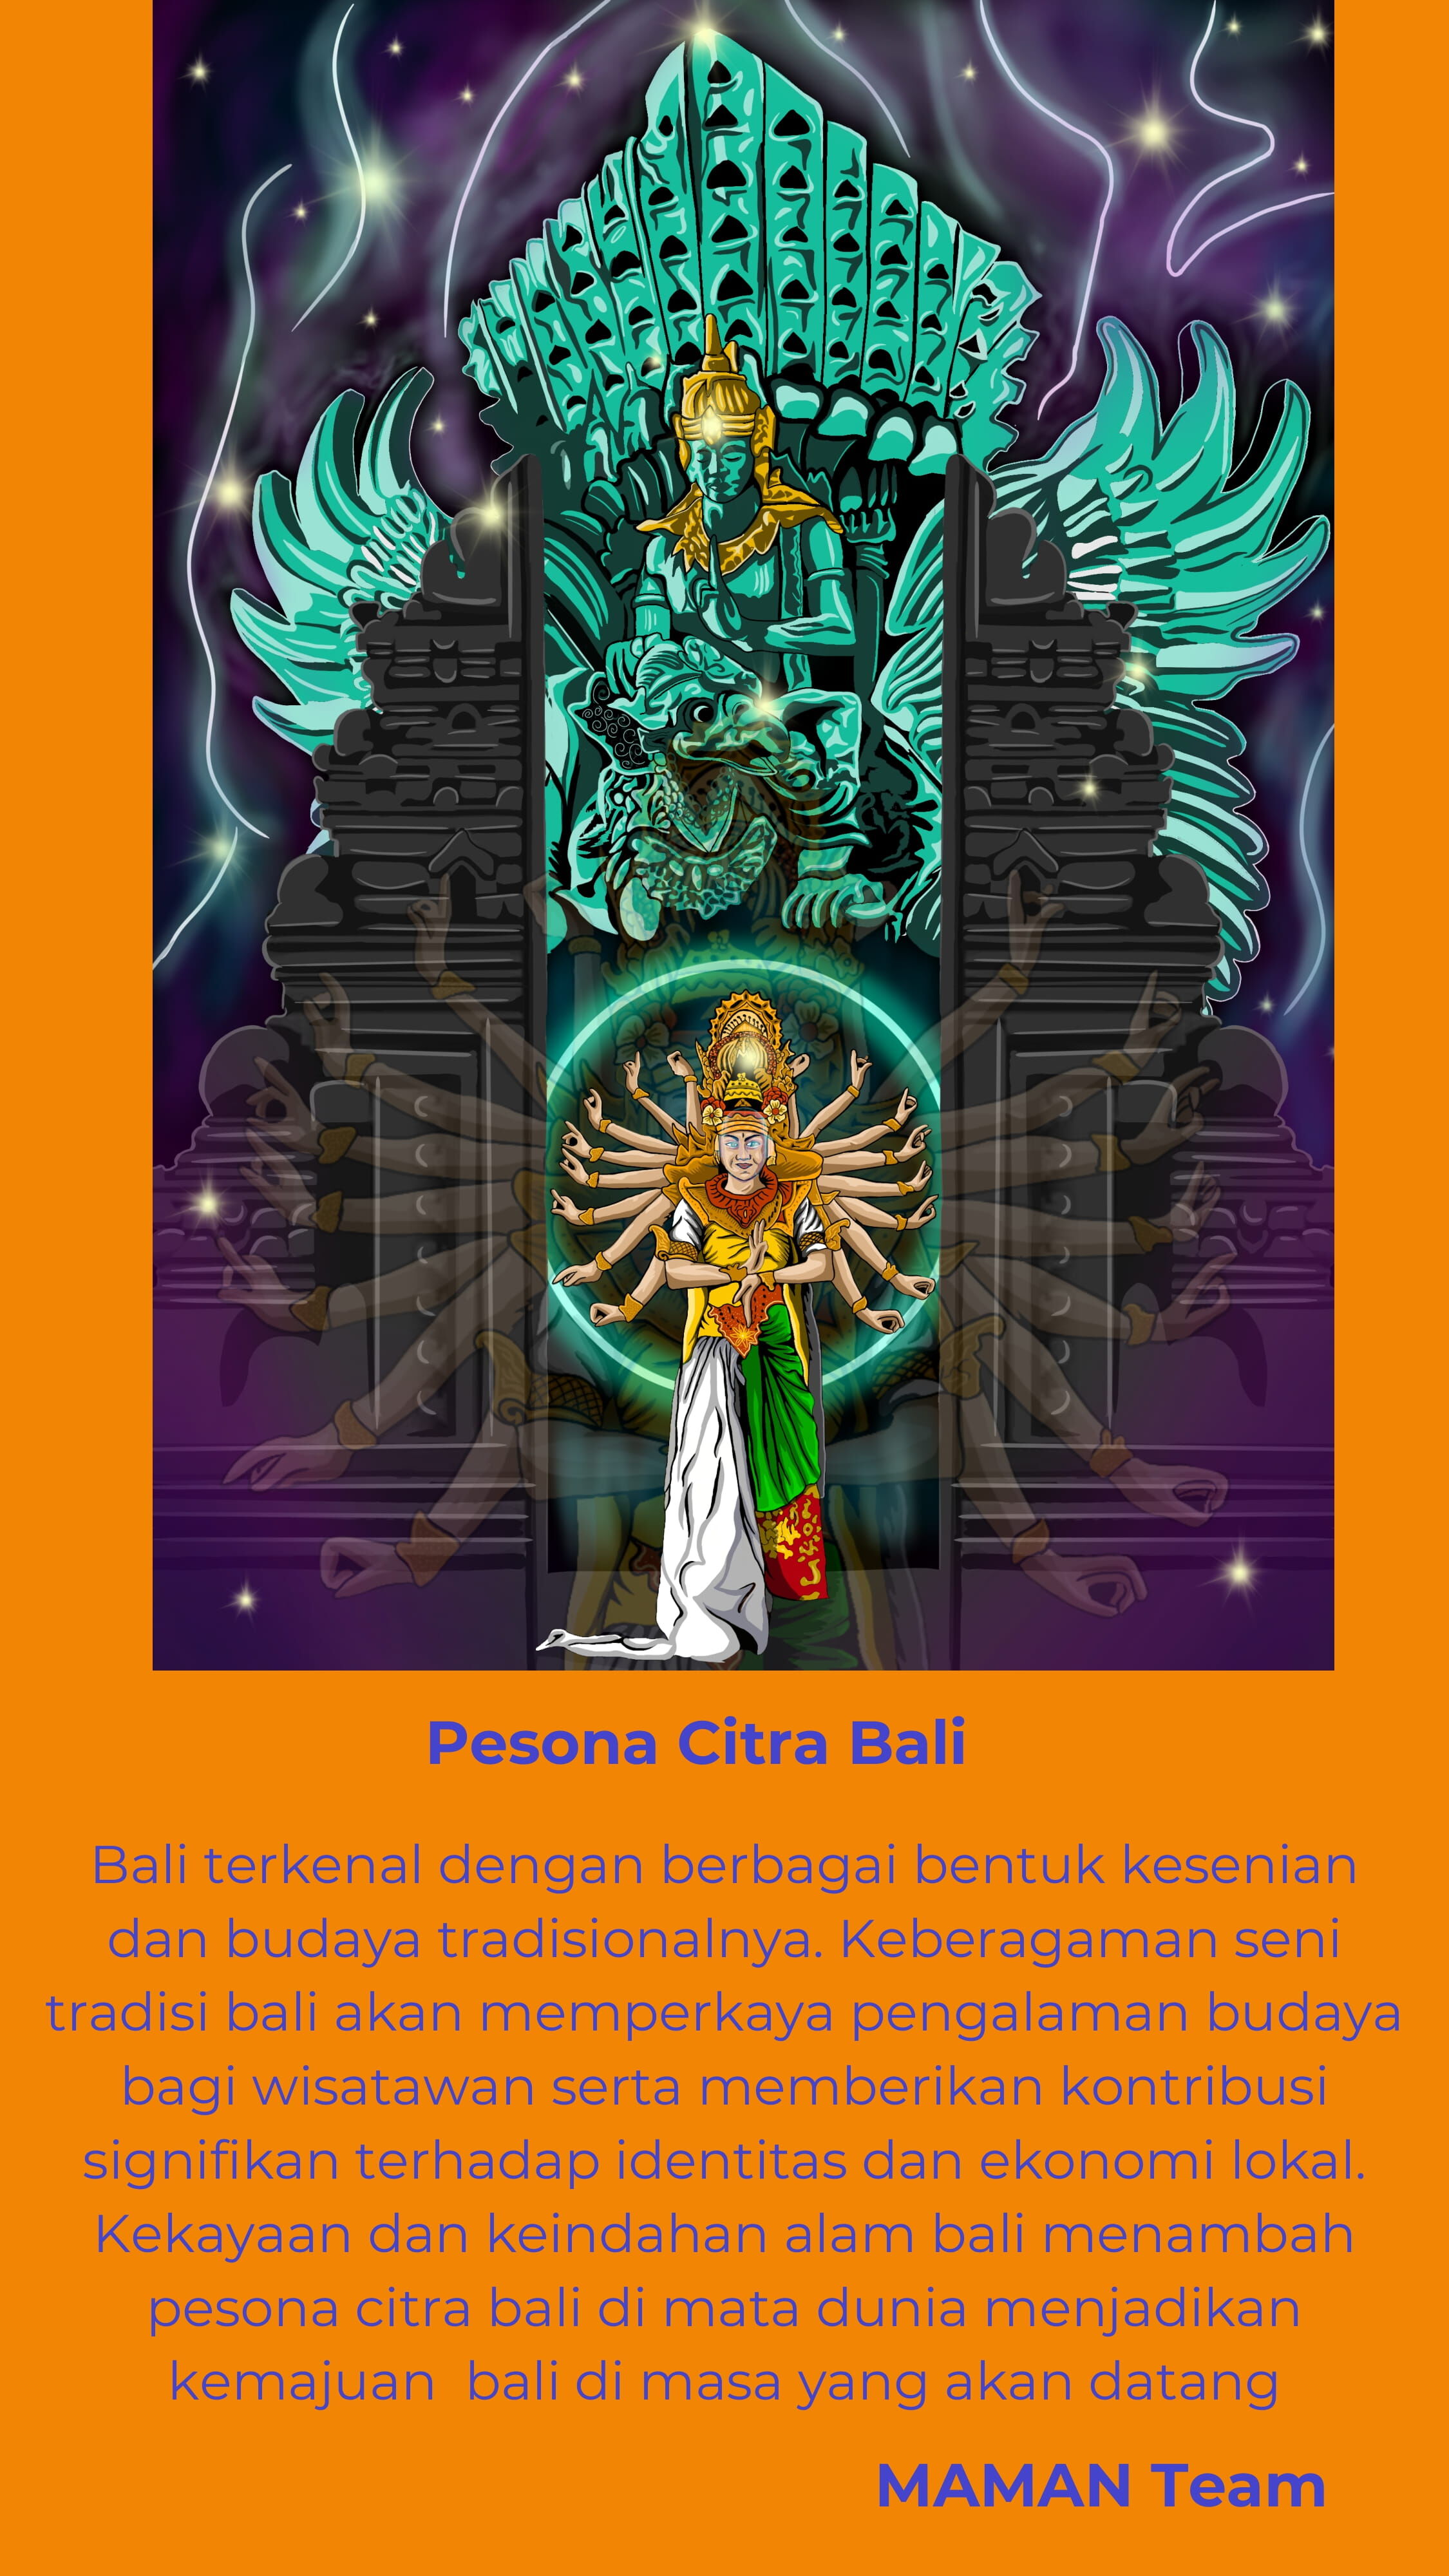 Pesona Citra Bali
Bali terkenal dengan berbagai bentuk kesenian
dan budaya tradisionalnya. Keberagaman seni
tradisi bali akan memperkaya pengalaman budaya
bagi wisatawan serta memberikan kontribusi
signifikan terhadap identitas dan ekonomi lokal.
Kekayaan dan keindahan alam bali menambah
pesona citra bali di mata dunia menjadikan
kemajuan  bali di masa yang akan datang
MAMAN Team